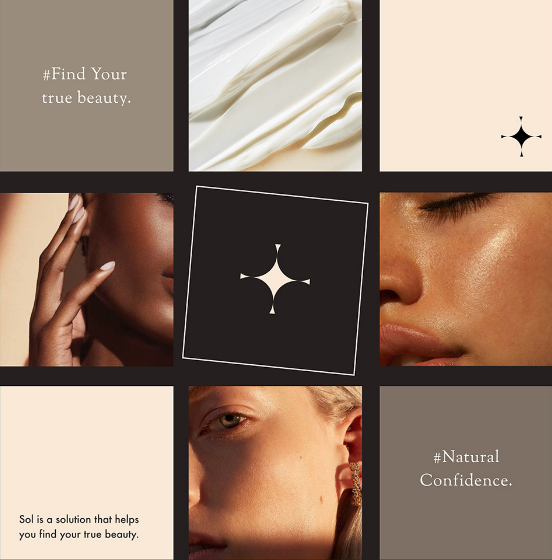 #Find Your
true beauty.
Sol is a solution that helps
you find your true beauty.
#Natural
Confidence.